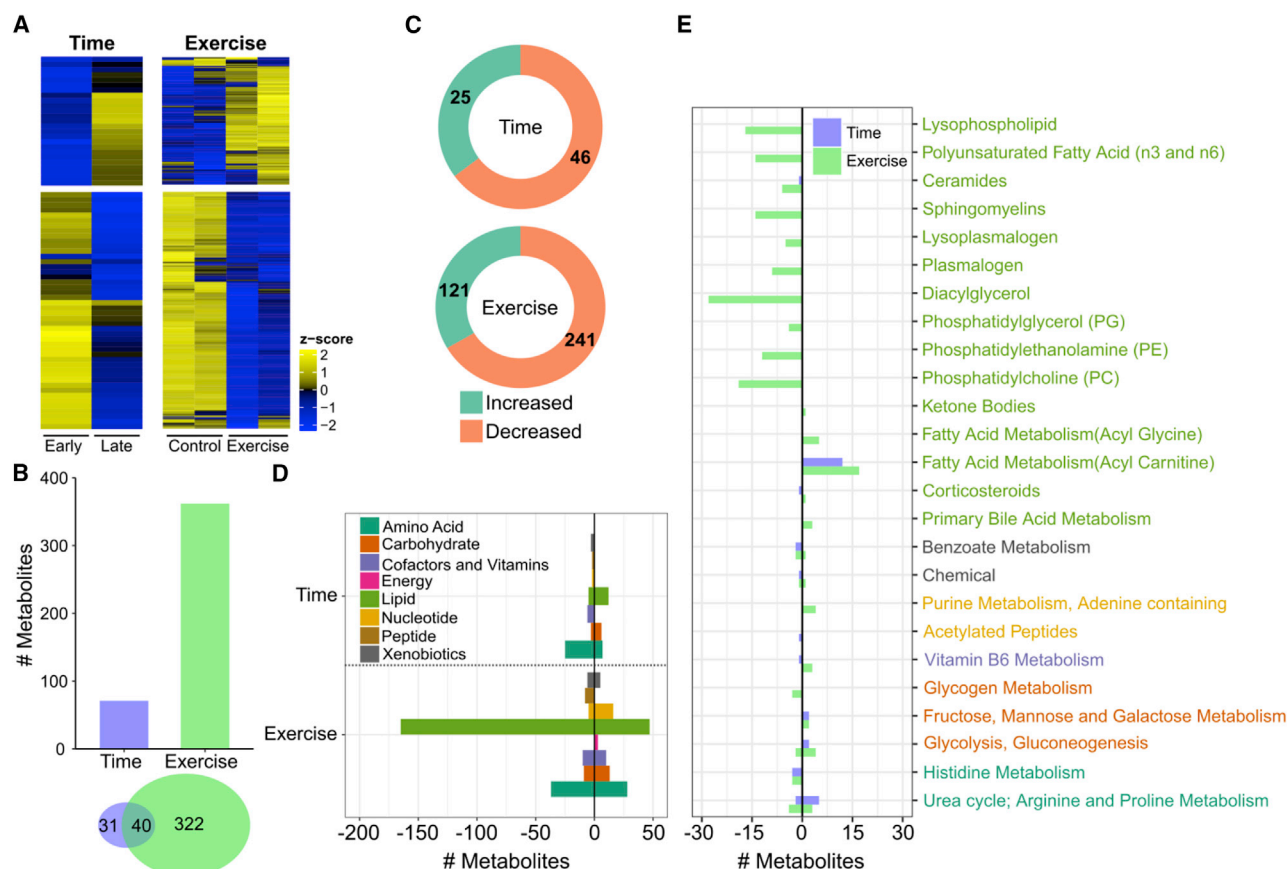 A
Time
Exercise
z-score
2
1
0
−1
−2
Early
Late
Control
Exercise
B
# Metabolites
400
300
200
100
0
Time
Exercise
31
40
322
C
25
Time
46
121
Exercise
241
Increased
Decreased
D
Amino Acid
Carbohydrate
Cofactors and Vitamins
Energy
Lipid
Nucleotide
Peptide
Xenobiotics
Time
Exercise
-200
-150
-100
-50
0
50
# Metabolites
E
Time
Exercise
Lysophospholipid
Polyunsaturated Fatty Acid (n3 and n6)
Ceramides
Sphingomyelins
Lysoplasmalogen
Plasmalogen
Diacylglycerol
Phosphatidylglycerol (PG)
Phosphatidylethanolamine (PE)
Phosphatidylcholine (PC)
Ketone Bodies
Fatty Acid Metabolism(Acyl Glycine)
Fatty Acid Metabolism(Acyl Carnitine)
Corticosteroids
Primary Bile Acid Metabolism
Benzoate Metabolism
Chemical
Purine Metabolism, Adenine containing
Acetylated Peptides
Vitamin B6 Metabolism
Glycogen Metabolism
Fructose, Mannose and Galactose Metabolism
Glycolysis, Gluconeogenesis
Histidine Metabolism
Urea cycle; Arginine and Proline Metabolism
-30
-15
0
15
30
# Metabolites